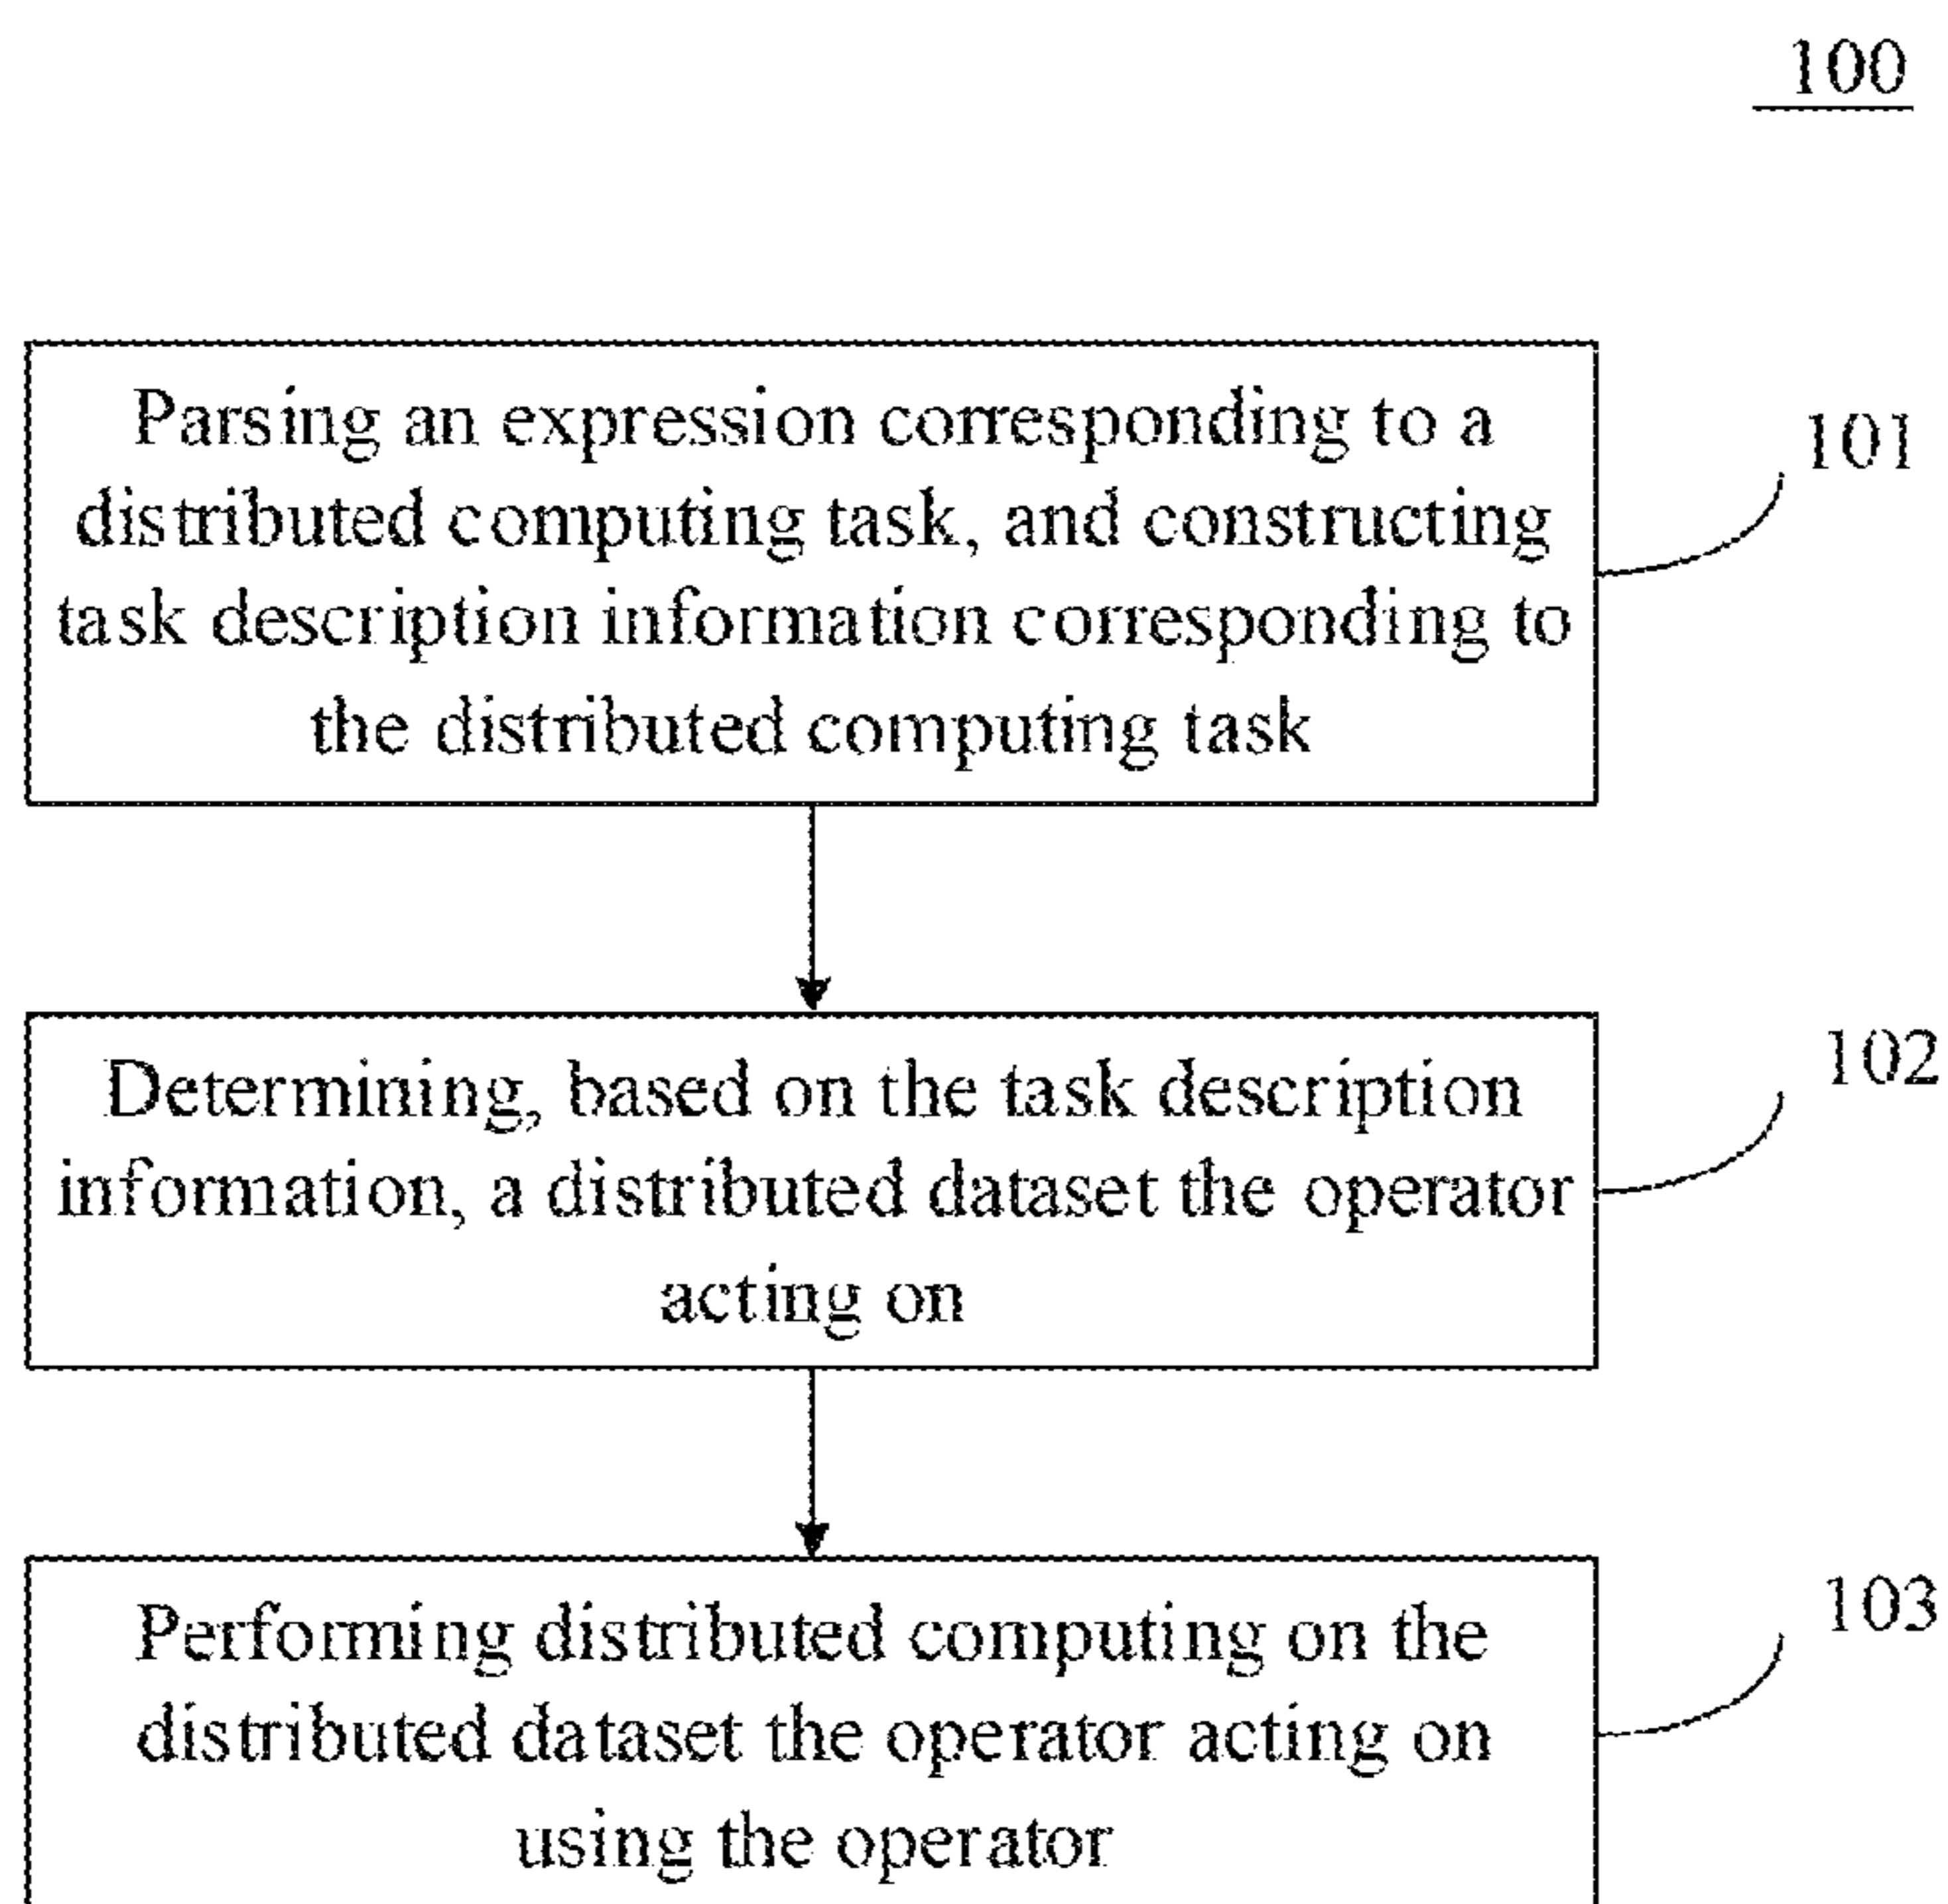 100
Parsing an expression corresponding to a
101
distributed computing task, and constructing
task description information corresponding to
the distributed computing task
102
Determining, based on the task description
information, a distributed dataset the operator
acting on
103
Performing distributed computing on the
distributed dataset the operator acting on
using the operator